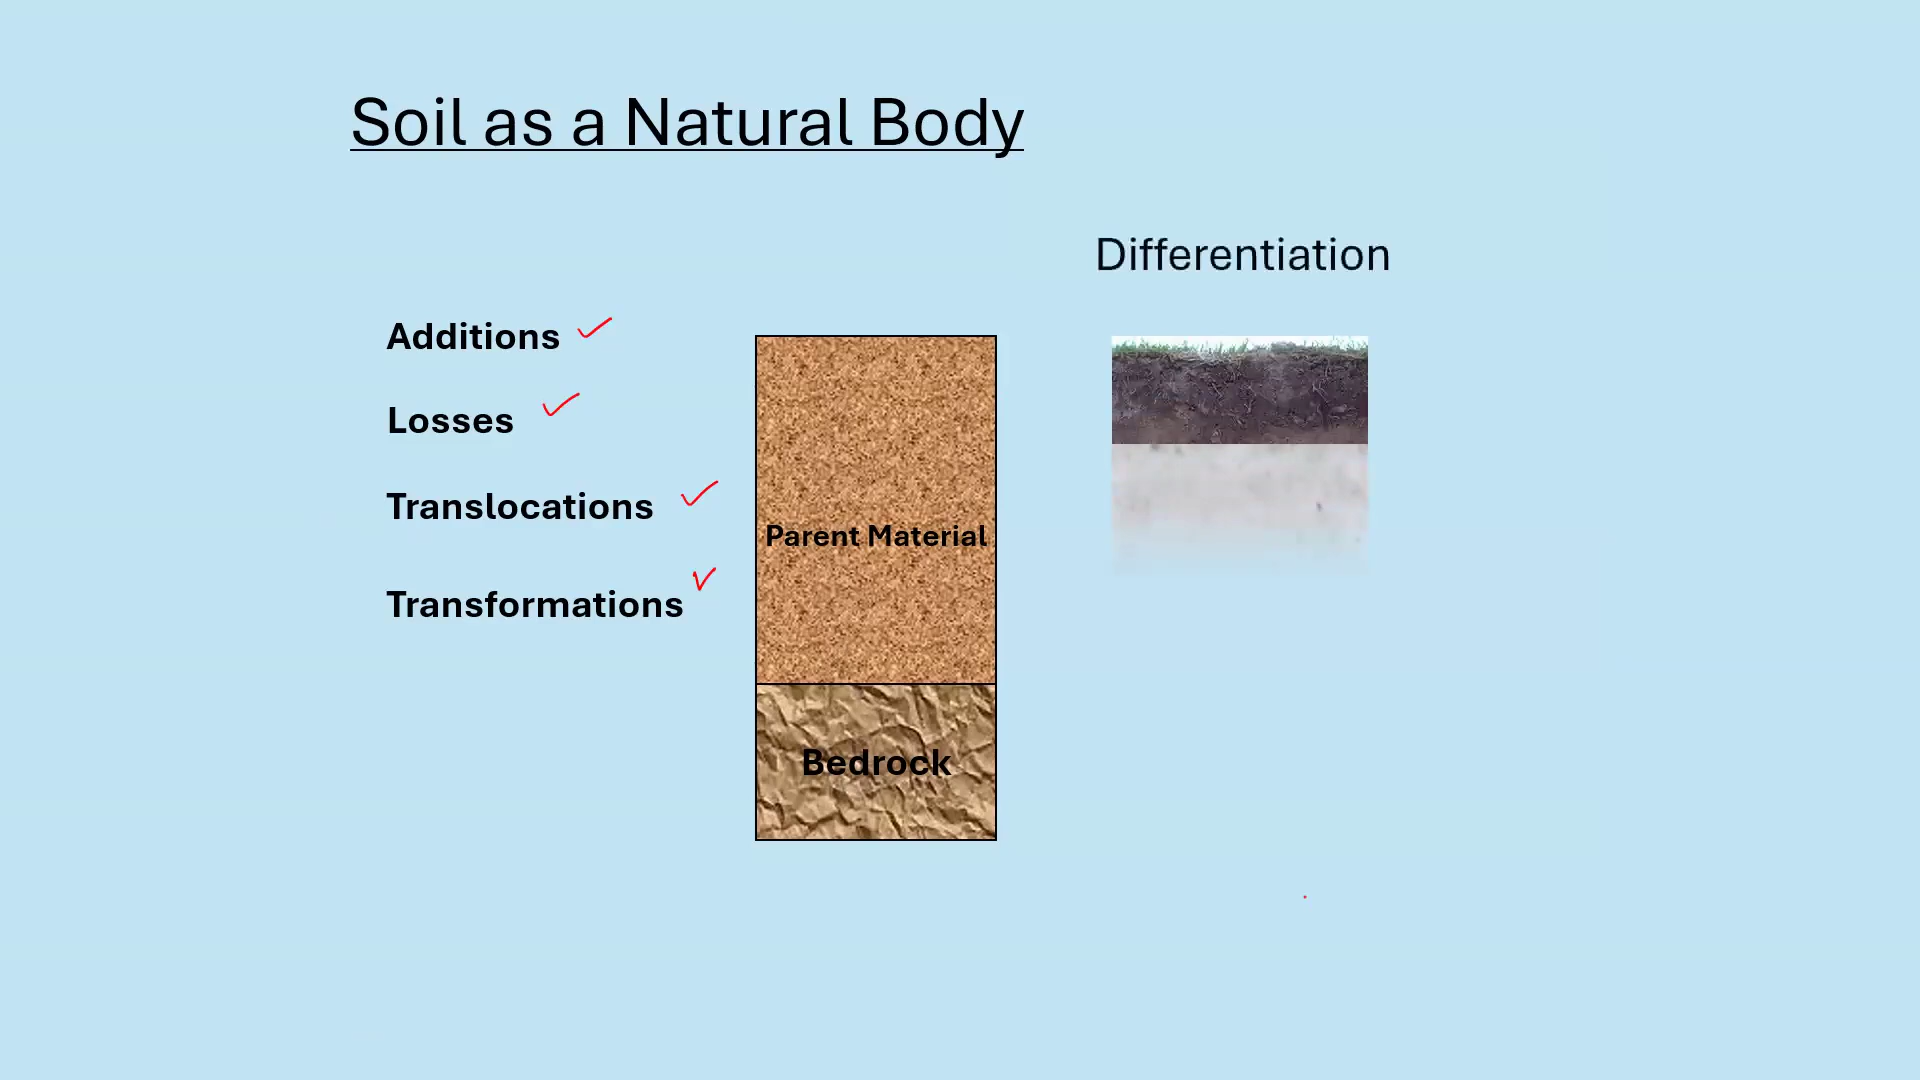 Soil as a Natural Body
Differentiation
Additions
Losses
Translocations
Transformations
Parent Material
Bedrock